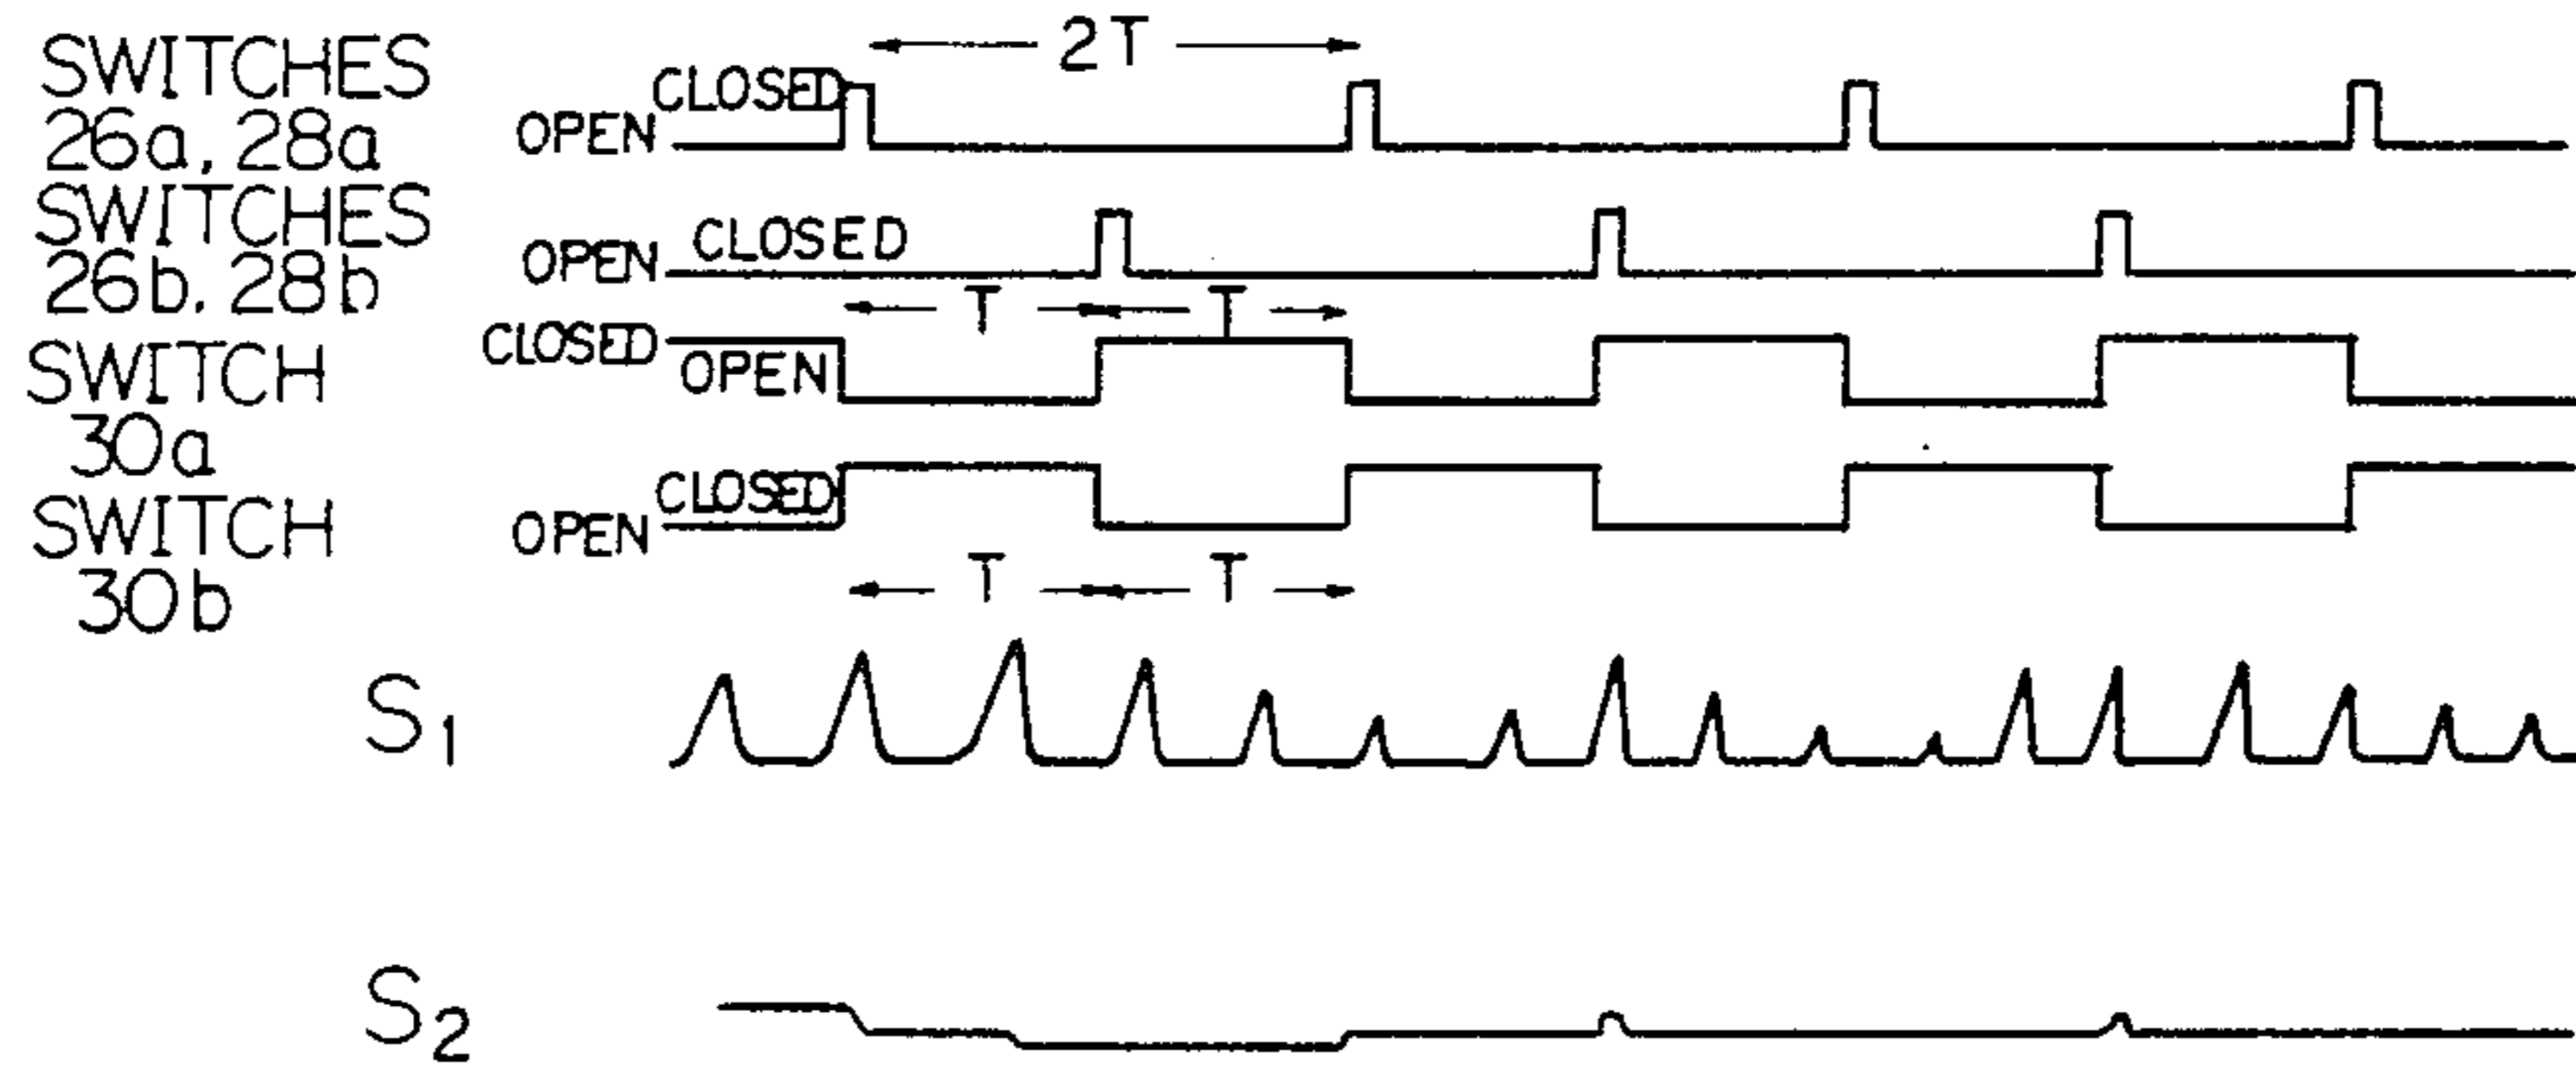 SWITCHES
26a, 28a
CLOSED
OPEN
2T
SWITCHES
26b, 28b
OPEN
CLOSED
T
T
SWITCH
30a
CLOSED
OPEN
SWITCH
30b
CLOSED
OPEN
T
T
S1
S2